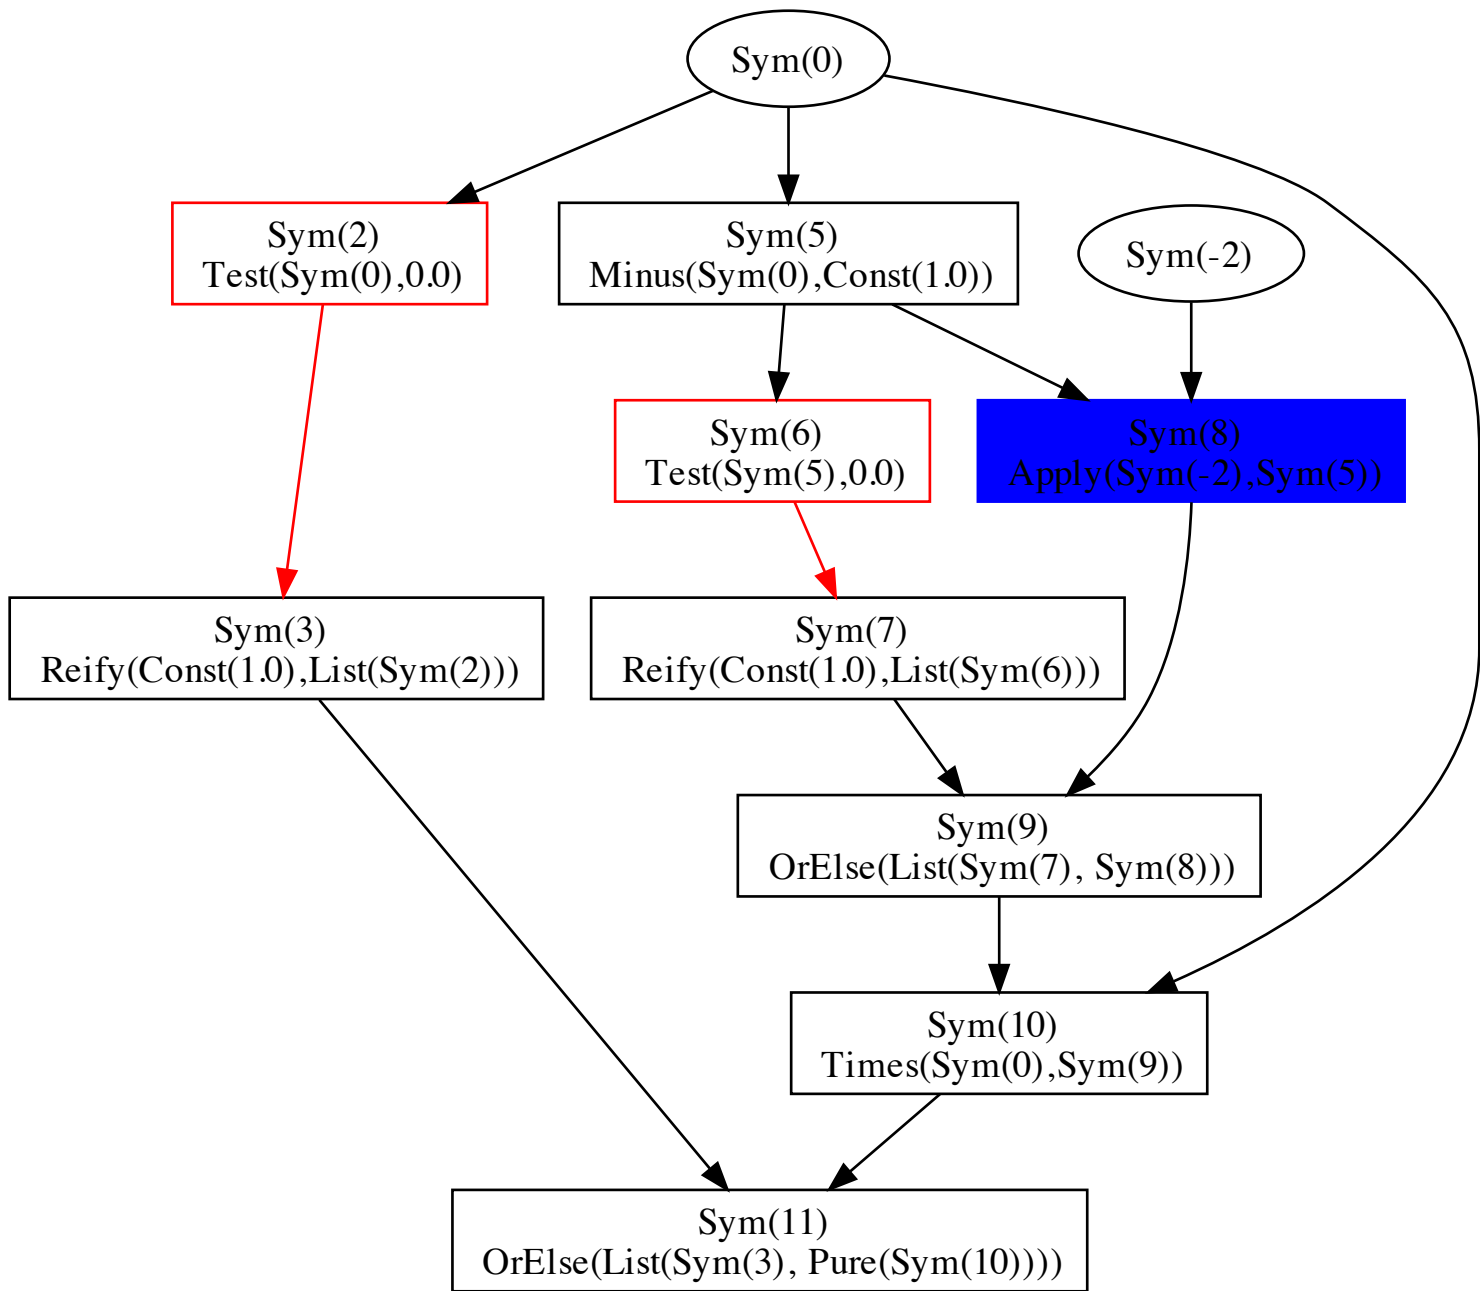 Sym(0)
Sym(2)
Test(Sym(0),0.0)
Sym(5)
Minus(Sym(0),Const(1.0))
Sym(-2)
Sym(6)
Test(Sym(5),0.0)
Sym(8)
Apply(Sym(-2),Sym(5))
Sym(3)
Reify(Const(1.0),List(Sym(2)))
Sym(7)
Reify(Const(1.0),List(Sym(6)))
Sym(9)
OrElse(List(Sym(7), Sym(8)))
Sym(10)
Times(Sym(0),Sym(9))
Sym(11)
OrElse(List(Sym(3), Pure(Sym(10))))